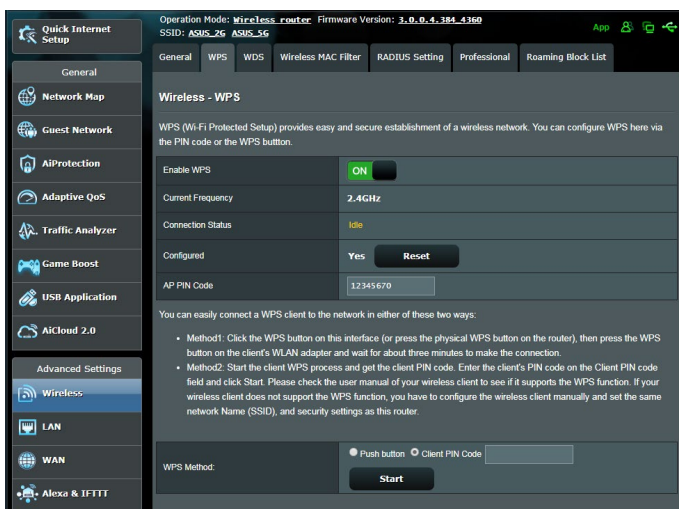 Quick Internet
Setup
General
Network Map
Guest Network
AiProtection
Adaptive QoS
Traffic Analyzer
Game Boost
USB Application
AiCloud 2.0
Advanced Settings
Wireless
LAN
WAN
Alexa & IFTTT
Operation Mode: Wireless router Firmware Version: 3.0.0.4.384_4360
SSID: ASUS_2G ASUS_5G
App
General WPS WDS Wireless MAC Filter RADIUS Setting Professional Roaming Block List
Wireless - WPS
WPS (Wi-Fi Protected Setup) provides easy and secure establishment of a wireless network. You can configure WPS here via
the PIN code or the WPS buttton.
Enable WPS ON
Current Frequency 2.4GHz
Connection Status Idle
Configured Yes Reset
AP PIN Code 12345670
You can easily connect a WPS client to the network in either of these two ways:
• Method1: Click the WPS button on this interface (or press the physical WPS button on the router), then press the WPS
button on the client's WLAN adapter and wait for about three minutes to make the connection.
• Method2: Start the client WPS process and get the client PIN code. Enter the client's PIN code on the Client PIN code
field and click Start. Please check the user manual of your wireless client to see if it supports the WPS function. If your
wireless client does not support the WPS function, you have to configure the wireless client manually and set the same
network Name (SSID), and security settings as this router.
WPS Method: Push button Client PIN Code
Start